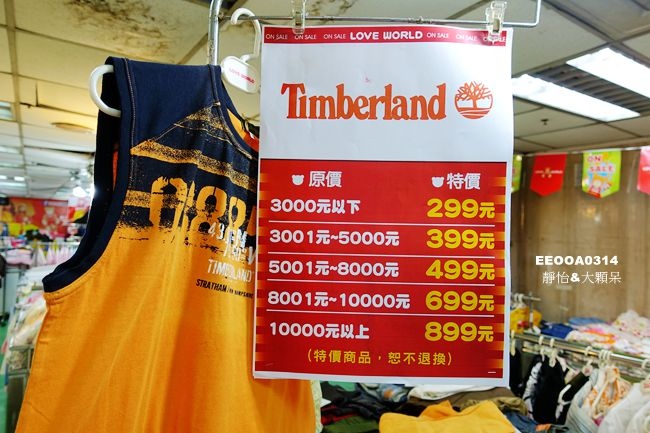 ON SALE ON SALE ON SALE LOVE WORLD ON SALE ON SALE ON SALE
LOVE WORLD
Timberland
原價 特價
3000元以下 299元
3001元~5000元 399元
5001元~8000元 499元
8001元~10000元 699元
10000元以上 899元
(特價商品，恕不退換)
TIMBERLAND
STRATHAM
ON SALE
EEOOA0314
靜怡&大顆呆